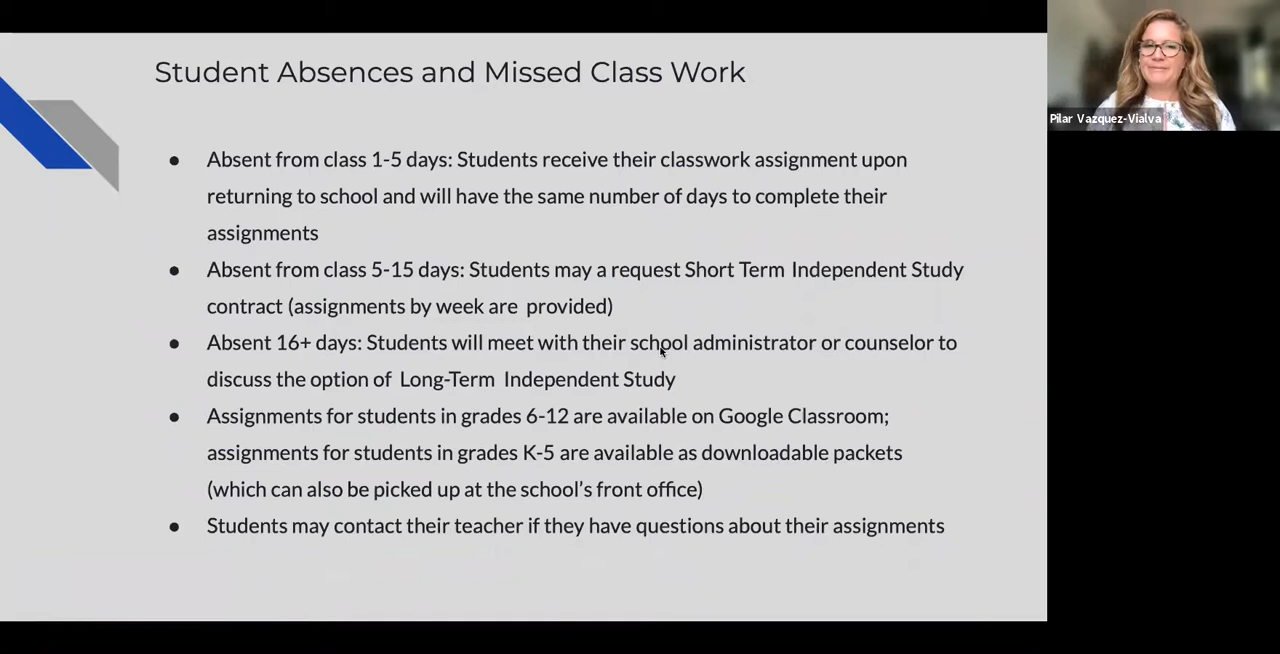 Student Absences and Missed Class Work
Pilar Vazquez-Vialva
● Absent from class 1-5 days: Students receive their classwork assignment upon
returning to school and will have the same number of days to complete their
assignments
● Absent from class 5-15 days: Students may a request Short Term Independent Study
contract (assignments by week are provided)
● Absent 16+ days: Students will meet with their school administrator or counselor to
discuss the option of Long-Term Independent Study
● Assignments for students in grades 6-12 are available on Google Classroom;
assignments for students in grades K-5 are available as downloadable packets
(which can also be picked up at the school’s front office)
● Students may contact their teacher if they have questions about their assignments